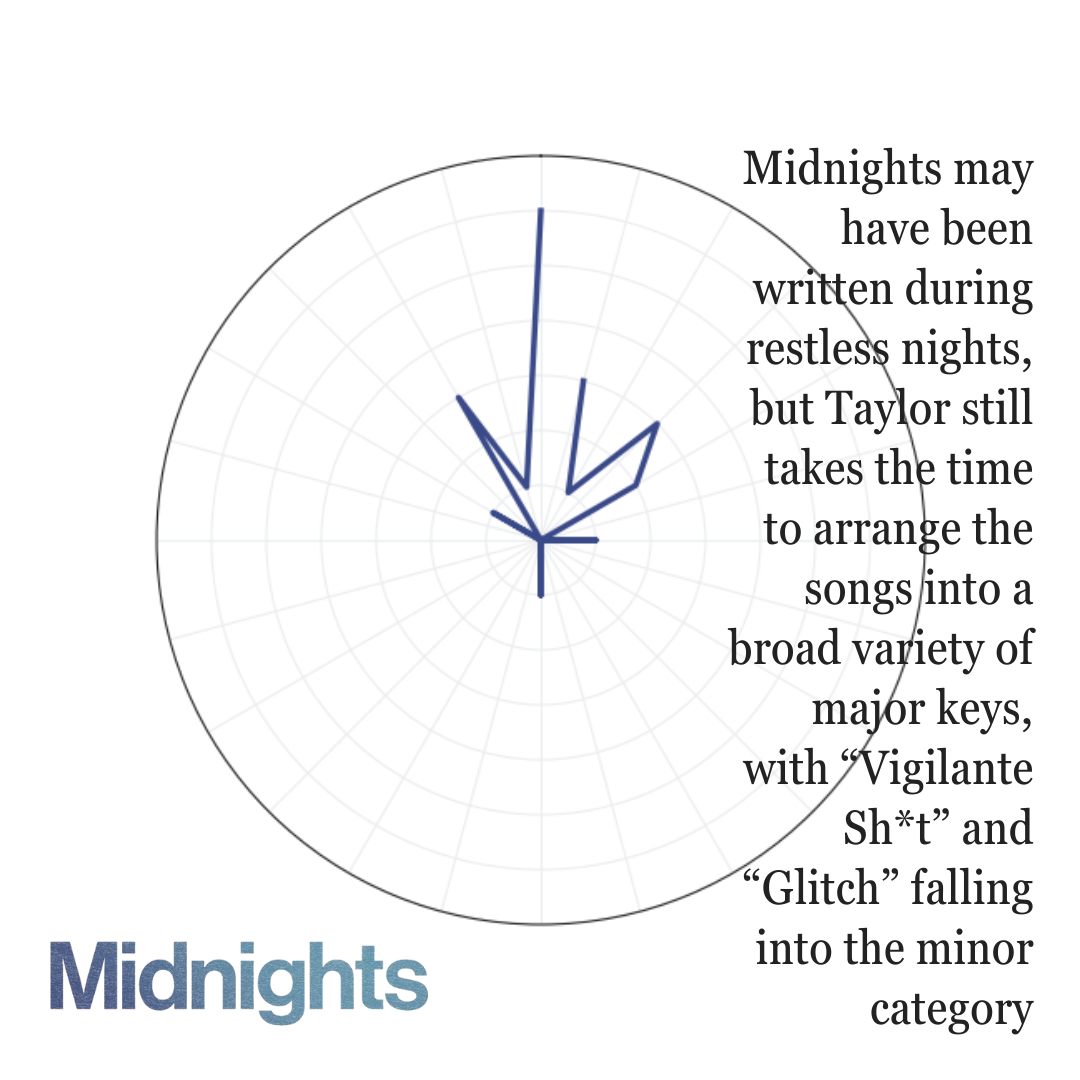 Midnights may
have been
written during
restless nights,
but Taylor still
takes the time
to arrange the
songs into a
broad variety of
major keys,
with “Vigilante
Sh*t” and
“Glitch” falling
into the minor
category
Midnights